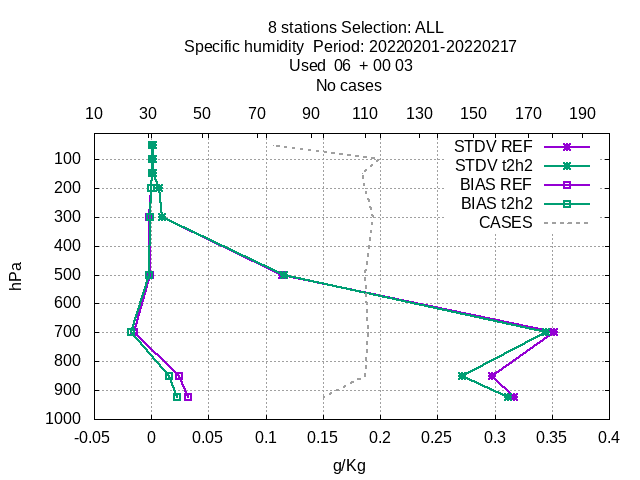 8 stations Selection: ALL
Specific humidity  Period: 20220201-20220217
Used  06  + 00 03
No cases
10 30 50 70 90 110 130 150 170 190
STDV REF
STDV t2h2
BIAS REF
BIAS t2h2
CASES
hPa
100
200
300
400
500
600
700
800
900
1000
-0.05 0 0.05 0.1 0.15 0.2 0.25 0.3 0.35 0.4
g/Kg